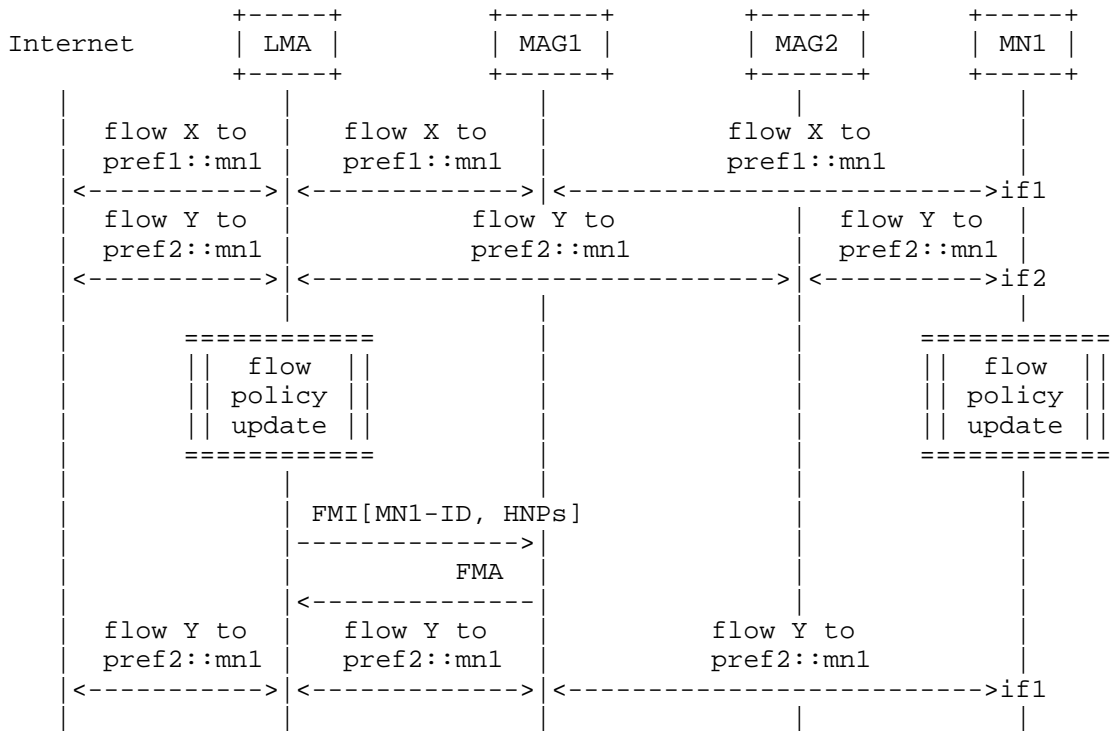 Internet LMA MAG1 MAG2 MN1
flow X to flow X to flow X to
pref1::mn1 pref1::mn1 pref1::mn1
if1
flow Y to flow Y to flow Y to
pref2::mn1 pref2::mn1 pref2::mn1
if2
flow flow
policy policy
update update
FMI[MN1-ID, HNPs]
FMA
flow Y to flow Y to flow Y to
pref2::mn1 pref2::mn1 pref2::mn1
if1